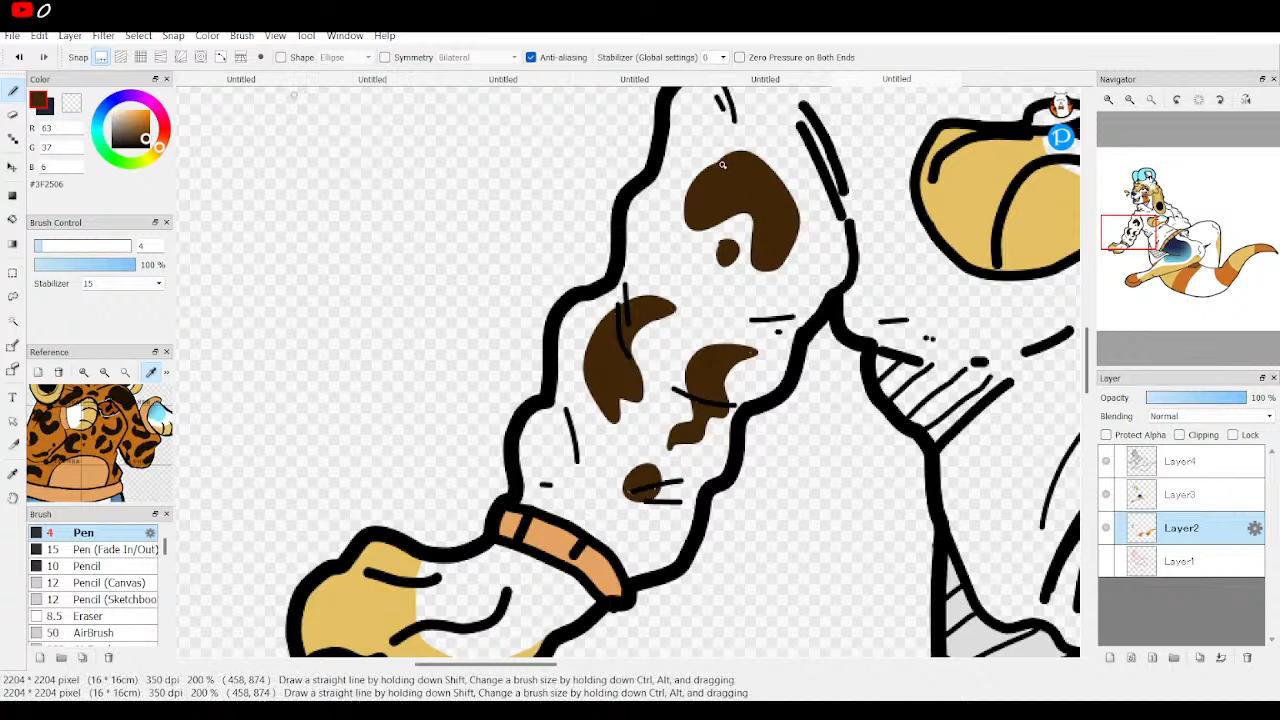 0
File Edit Layer Filter Select Snap Color Brush View Tool Window Help
Snap Shape Ellipse Symmetry Bilateral Anti-aliasing Stabilizer (Global settings) 0 Zero Pressure on Both Ends
Color Untitled Untitled Untitled Untitled Untitled Untitled Navigator
R 63
G 37
B 6
#3F2506
Brush Control
4
100 %
Stabilizer 15
Reference
Layer
Opacity 100 %
Blending Normal
Protect Alpha Clipping Lock
Layer4
Layer3
Layer2
Layer1
Brush
4 Pen
15 Pen (Fade In/Out)
10 Pencil
12 Pencil (Canvas)
12 Pencil (Sketchboo
8.5 Eraser
50 AirBrush
2204 * 2204 pixel (16 * 16cm) 350 dpi 200 % ( 458, 874 ) Draw a straight line by holding down Shift, Change a brush size by holding down Ctrl, Alt, and dragging
2204 * 2204 pixel (16 * 16cm) 350 dpi 200 % ( 458, 874 ) Draw a straight line by holding down Shift, Change a brush size by holding down Ctrl, Alt, and dragging